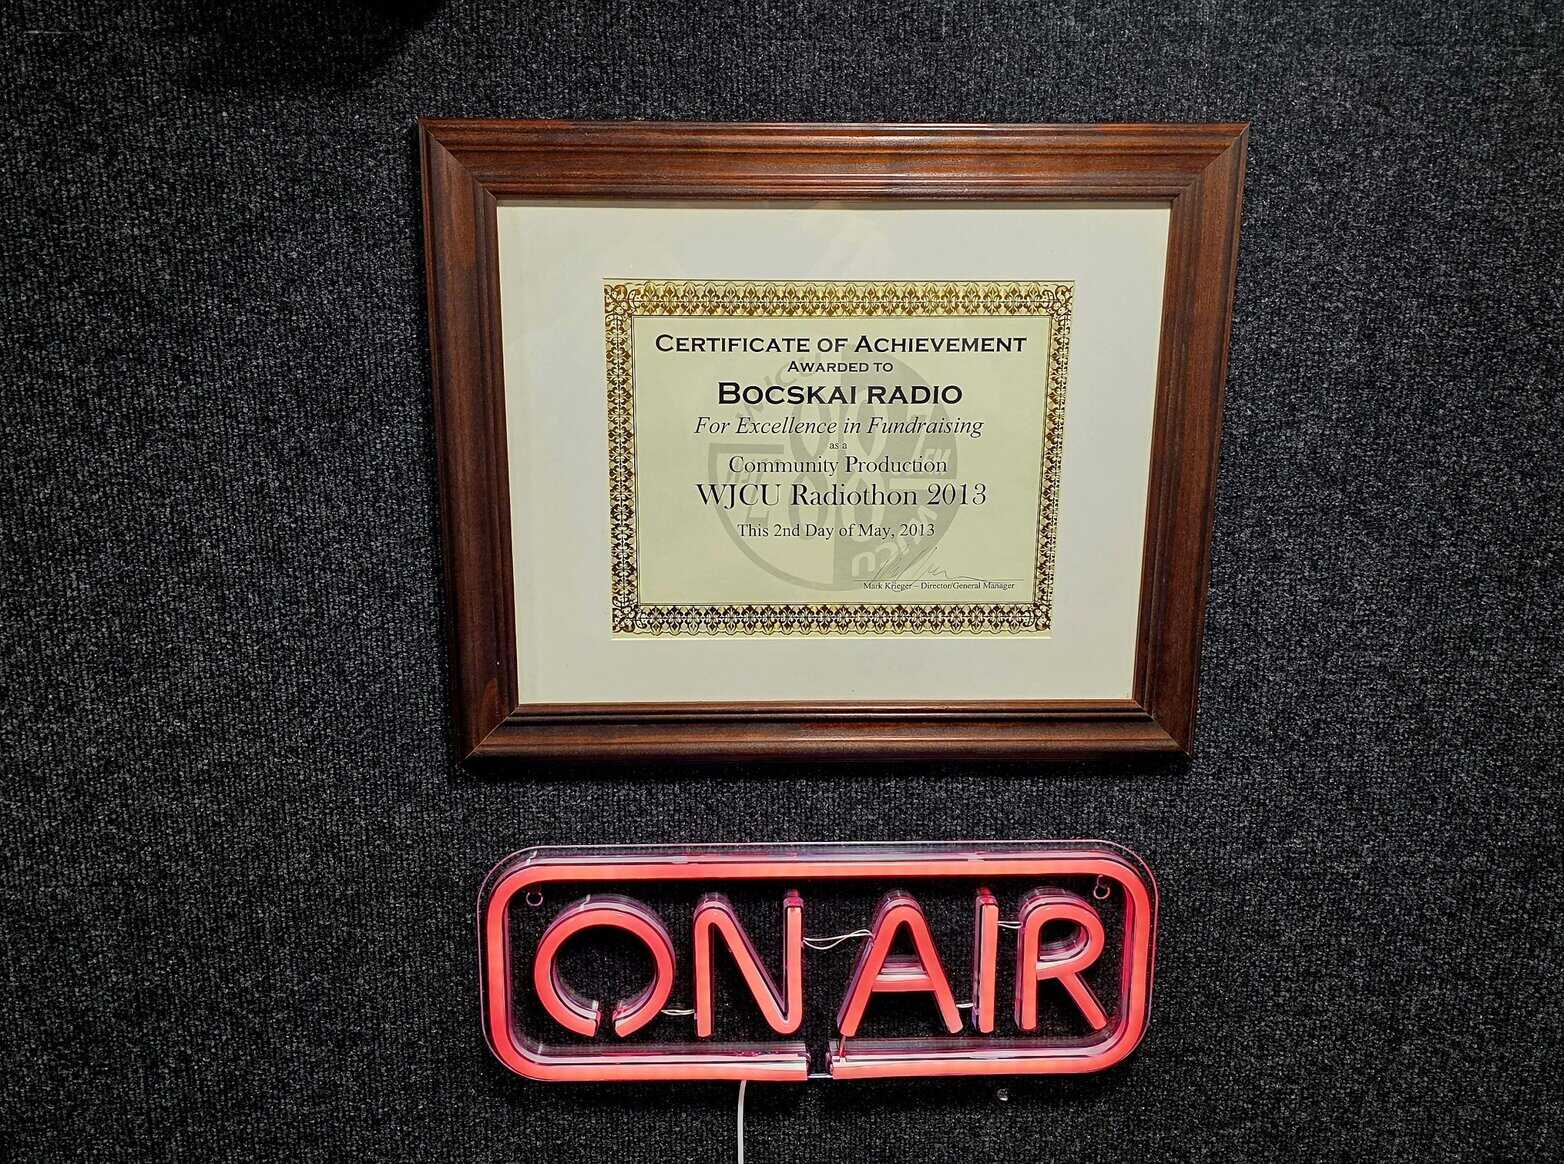 CERTIFICATE OF ACHIEVEMENT
AWARDED TO
BOCSKAI RADIO
For Excellence in Fundraising
as a
Community Production
WJCU Radiothon 2013
This 2nd Day of May, 2013
Mark Krieger – Director/General Manager
ON AIR